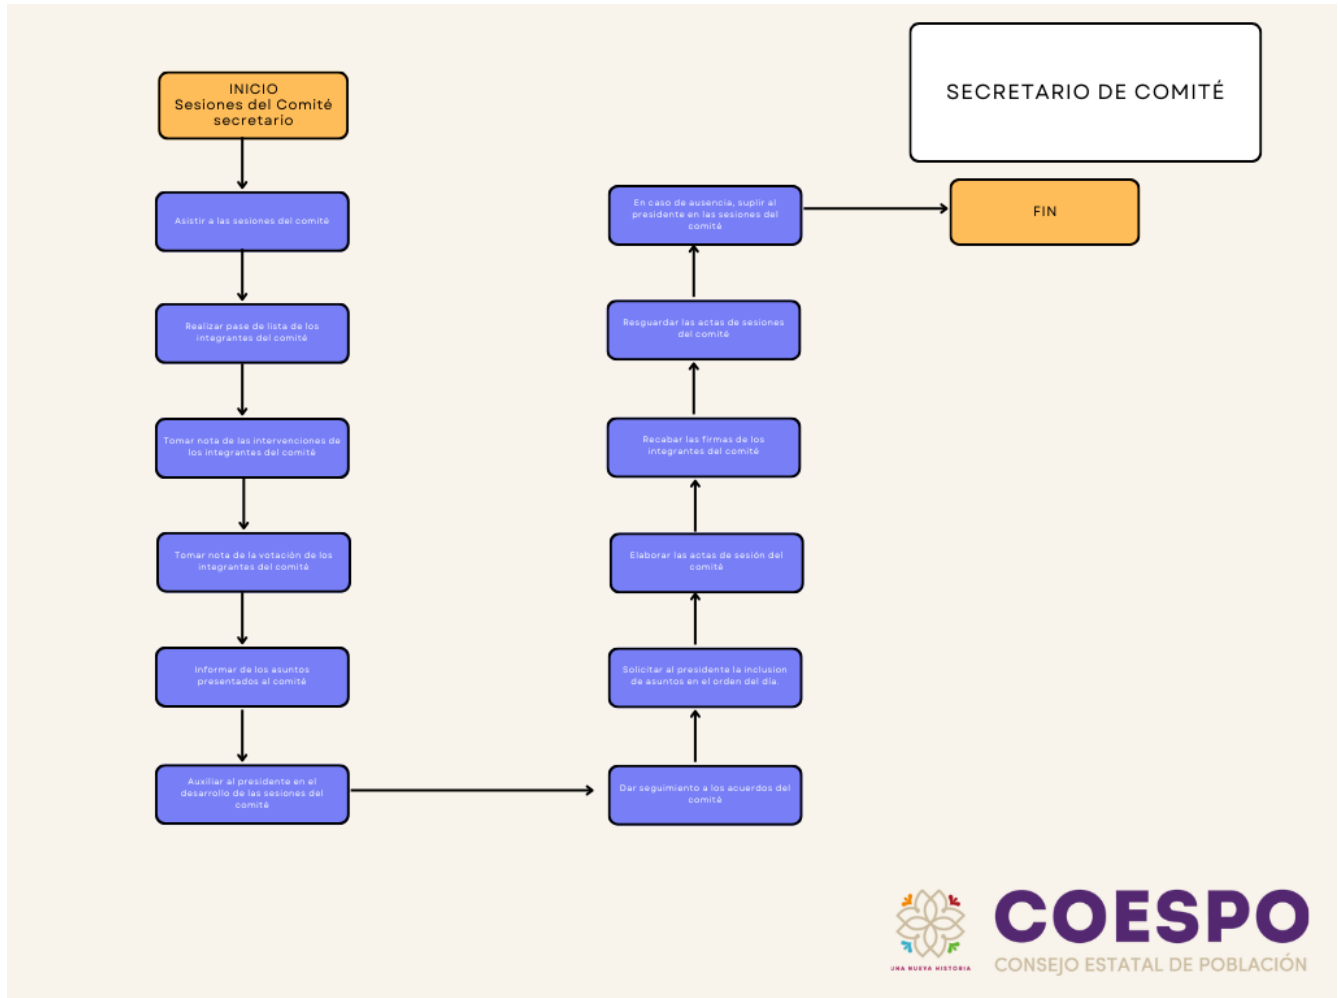 SECRETARIO DE COMITÉ
INICIO
Sesiones del Comité
secretario
Asistir a las sesiones del comité
Realizar pase de lista de los
integrantes del comité
Tomar nota de las intervenciones de
los integrantes del comité
Tomar nota de la votación de los
integrantes del comité
Informar de los asuntos
presentados al comité
Auxiliar al presidente en el
desarrollo de las sesiones del
comité
Dar seguimiento a los acuerdos del
comité
Solicitar al presidente la inclusion
de asuntos en el orden del día.
Elaborar las actas de sesión del
comité
Recabar las firmas de los
integrantes del comité
Resguardar las actas de sesiones
del comité
En caso de ausencia, suplir al
presidente en las sesiones del
comité
FIN
UNA NUEVA HISTORIA
COESPO
CONSEJO ESTATAL DE POBLACIÓN